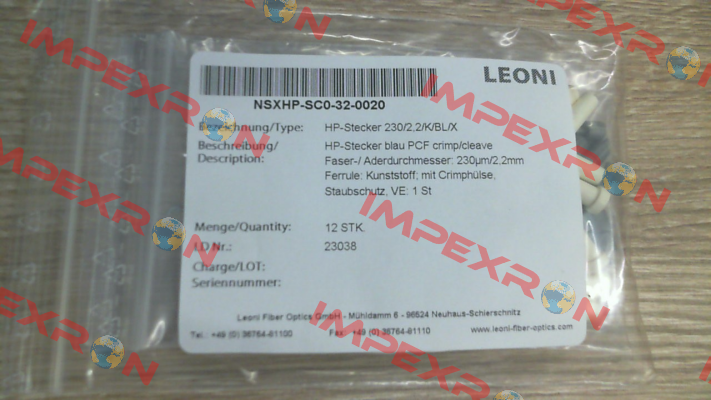 LEONI
NSXHP-SC0-32-0020
Bezeichnung/Type: HP-Stecker 230/2,2/K/BL/X
Beschreibung/ HP-Stecker blau PCF crimp/cleave
Description: Faser-/ Aderdurchmesser: 230µm/2,2mm
Ferrule: Kunststoff; mit Crimphülse,
Staubschutz, VE: 1 St
Menge/Quantity: 12 STK
I.D Nr.: 23038
Charge/LOT:
Seriennummer:
Leoni Fiber Optics GmbH - Mühldamm 6 - 96524 Neuhaus-Schierschnitz
Tel.: +49 (0) 36764-81100 Fax: +49 (0) 36764-81110 www.leoni-fiber-optics.com
IMPEXRON
IMPEXRON
IMPEXRON
IMPEXRON
IMPEXRON